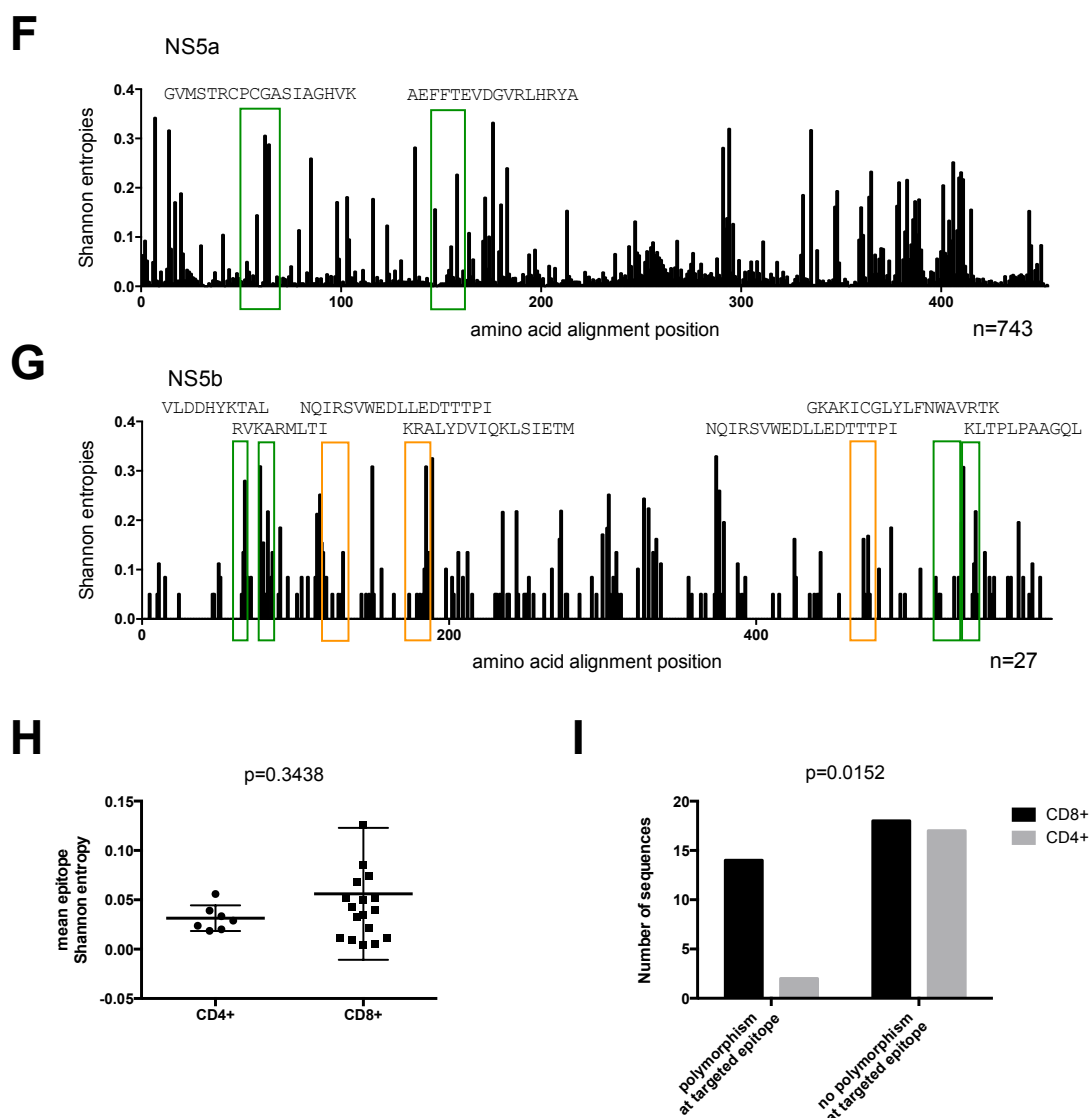 F
NS5a
GVMSTRCPCGASIAGHVK AEFFTEVDGVRLHRYA
Shannon entropies
0.4
0.3
0.2
0.1
0.0
0 100 200 300 400
amino acid alignment position
n=743
G
NS5b
VLDDHYKTAL NQIRSVWEDLLEDTTTPI GKAKICGLYLFNWAVRTK
RVKARMLTI KRALYDVIQKLSIETM NQIRSVWEDLLEDTTTPI KLTPLPAAGQL
Shannon entropies
0.4
0.3
0.2
0.1
0.0
0 200 400
amino acid alignment position
n=27
H
p=0.3438
mean epitope
Shannon entropy
0.15
0.10
0.05
0.00
-0.05
CD4+ CD8+
I
p=0.0152
CD8+
CD4+
Number of sequences
20
15
10
5
0
polymorphism
at targeted epitope
no polymorphism
at targeted epitope